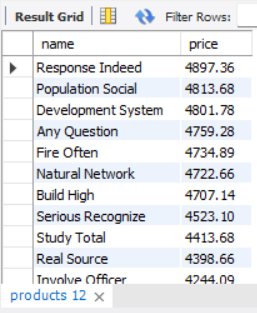 Result Grid Filter Rows:
name price
Response Indeed 4897.36
Population Social 4813.68
Development System 4801.78
Any Question 4759.28
Fire Often 4734.89
Natural Network 4722.66
Build High 4707.14
Serious Recognize 4523.10
Study Total 4413.68
Real Source 4398.66
Involve Officer 4244.09
products 12